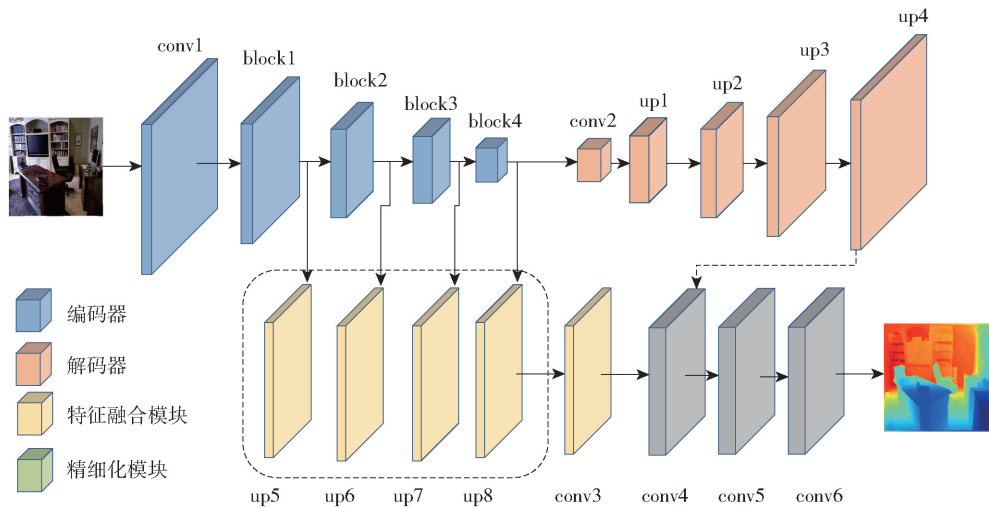 conv1
block1
block2
block3
block4
conv2
up1
up2
up3
up4
编码器
解码器
特征融合模块
精细化模块
up5
up6
up7
up8
conv3
conv4
conv5
conv6